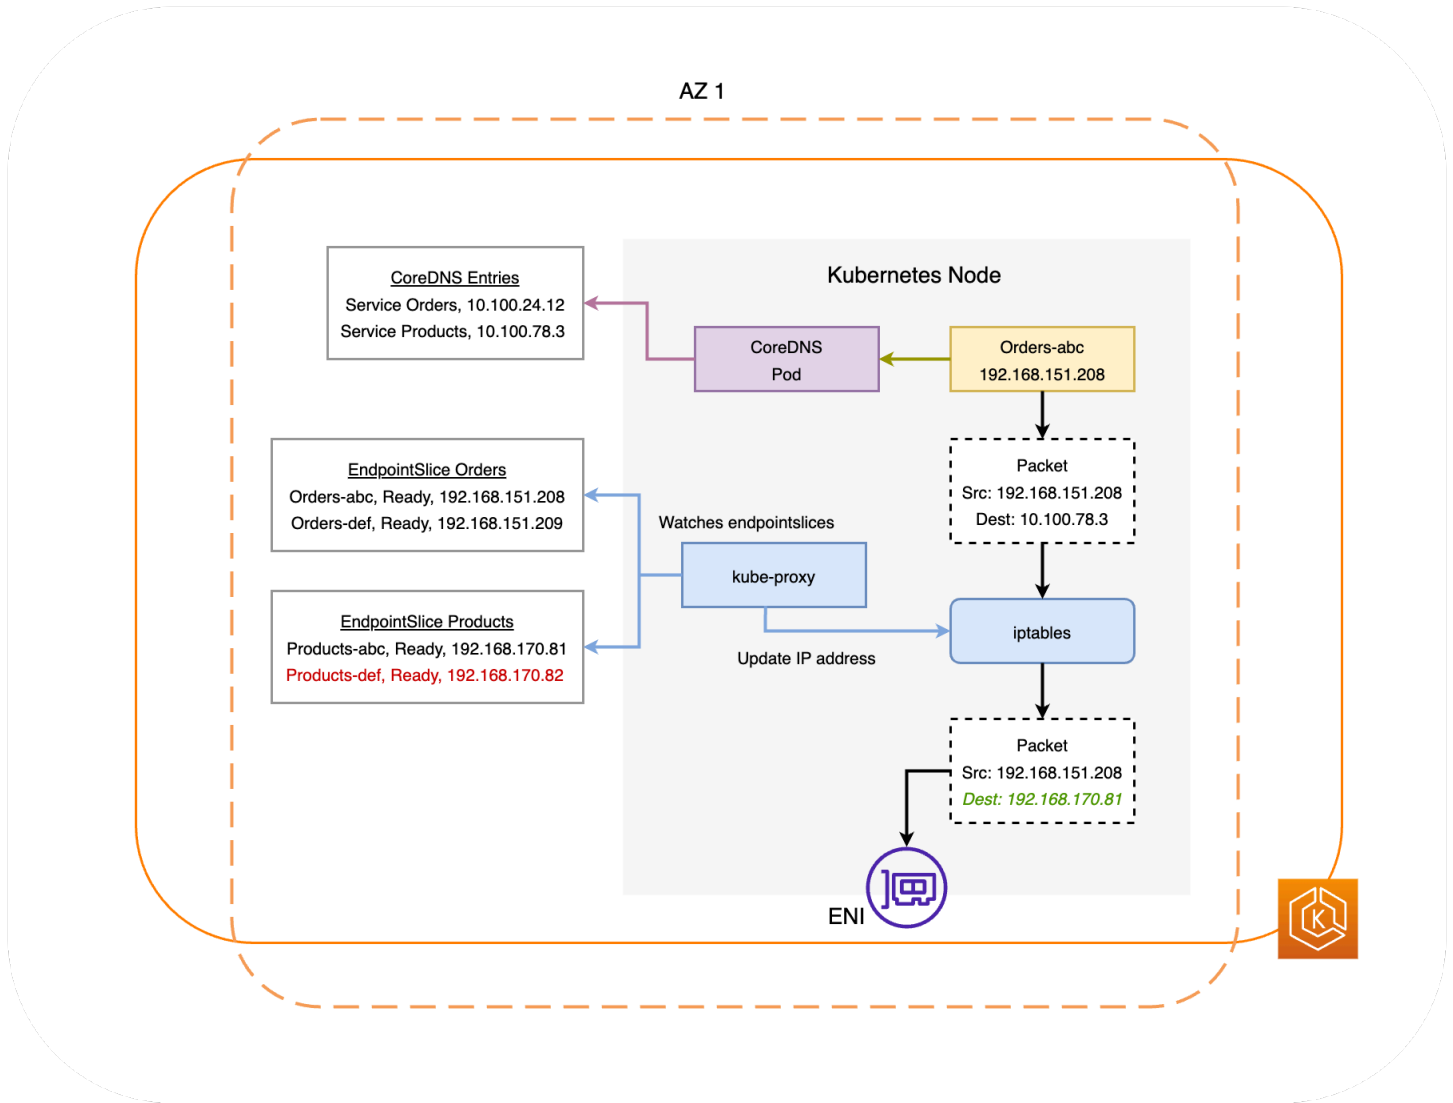 AZ 1
Kubernetes Node
CoreDNS Entries
Service Orders, 10.100.24.12
Service Products, 10.100.78.3
CoreDNS
Pod
Orders-abc
192.168.151.208
EndpointSlice Orders
Orders-abc, Ready, 192.168.151.208
Orders-def, Ready, 192.168.151.209
Packet
Src: 192.168.151.208
Dest: 10.100.78.3
Watches endpointslices
kube-proxy
iptables
Update IP address
EndpointSlice Products
Products-abc, Ready, 192.168.170.81
Products-def, Ready, 192.168.170.82
Packet
Src: 192.168.151.208
Dest: 192.168.170.81
ENI
K